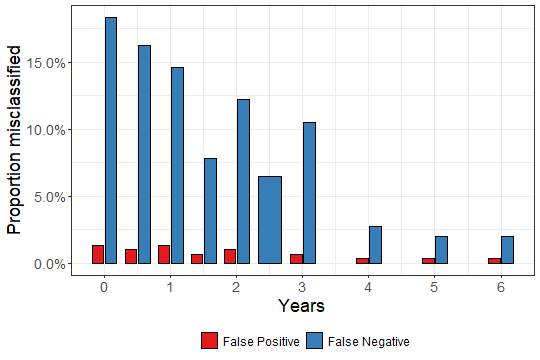 Proportion misclassified
15.0%
10.0%
5.0%
0.0%
0 1 2 3 4 5 6
Years
False Positive False Negative